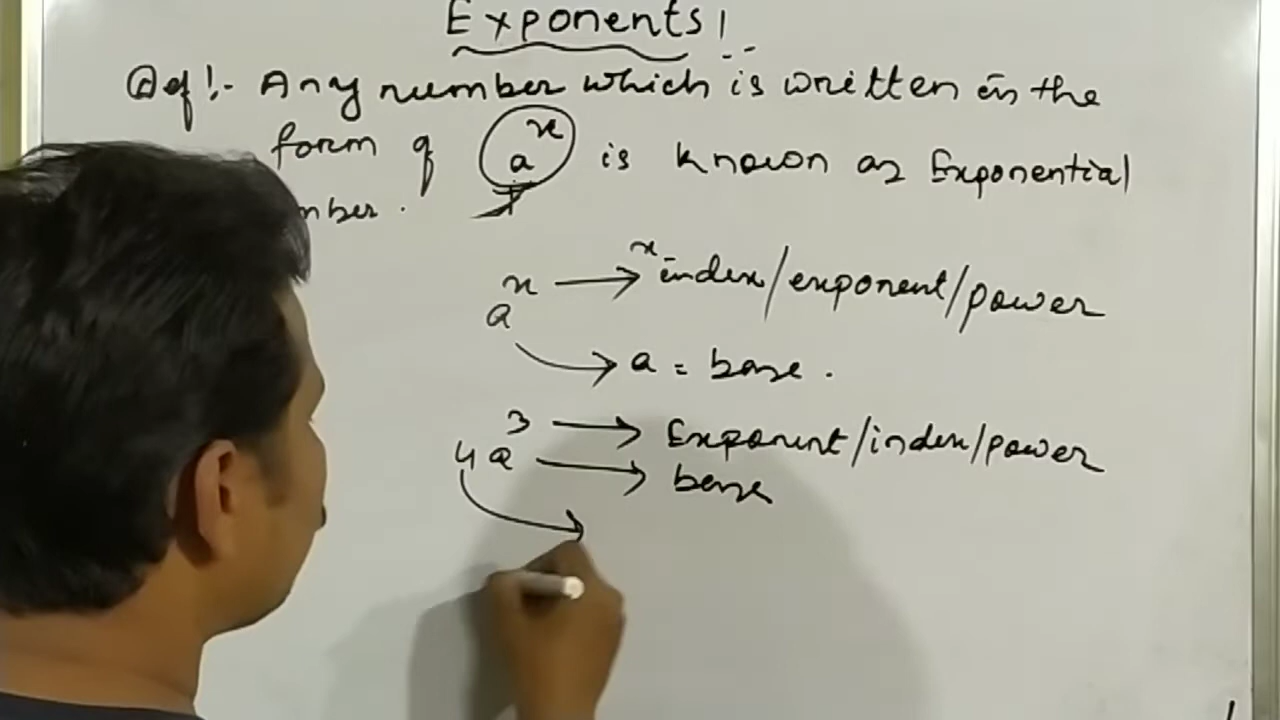 Exponents!
Def!:- Any number which is written in the
form of a^x is known as Exponential
mber.
a^x → x index/exponent/power
→ a = base.
4a^3 → Exponent/index/power
→ base